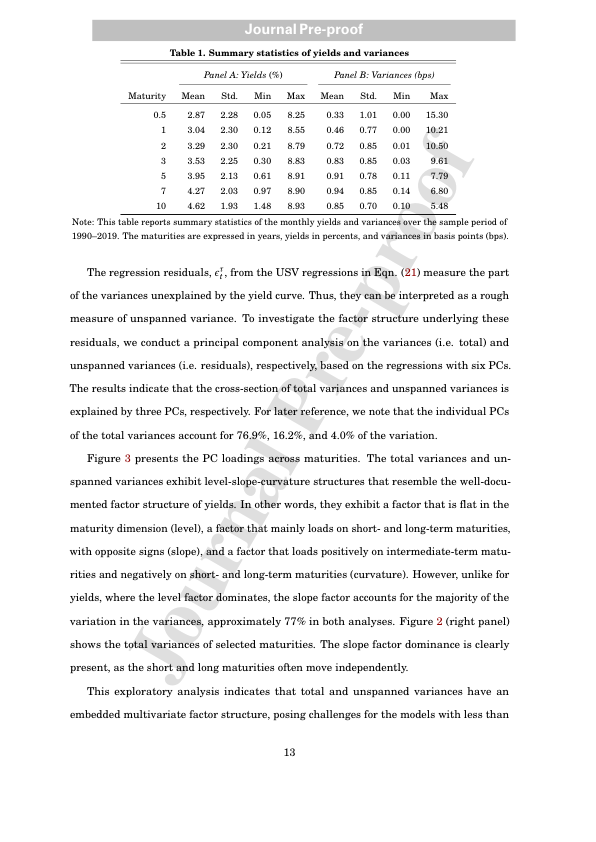 Journal Pre-proof
Table 1. Summary statistics of yields and variances
Panel A: Yields (%) Panel B: Variances (bps)
Maturity Mean Std. Min Max Mean Std. Min Max
0.5 2.87 2.28 0.05 8.25 0.33 1.01 0.00 15.30
1 3.04 2.30 0.12 8.55 0.46 0.77 0.00 10.21
2 3.29 2.30 0.21 8.79 0.72 0.85 0.01 10.50
3 3.53 2.25 0.30 8.83 0.83 0.85 0.03 9.61
5 3.95 2.13 0.61 8.91 0.91 0.78 0.11 7.79
7 4.27 2.03 0.97 8.90 0.94 0.85 0.14 6.80
10 4.62 1.93 1.48 8.93 0.85 0.70 0.10 5.48
Note: This table reports summary statistics of the monthly yields and variances over the sample period of
1990–2019. The maturities are expressed in years, yields in percents, and variances in basis points (bps).
The regression residuals, c_t^τ, from the USV regressions in Eqn. (21) measure the part
of the variances unexplained by the yield curve. Thus, they can be interpreted as a rough
measure of unspanned variance. To investigate the factor structure underlying these
residuals, we conduct a principal component analysis on the variances (i.e. total) and
unspanned variances (i.e. residuals), respectively, based on the regressions with six PCs.
The results indicate that the cross-section of total variances and unspanned variances is
explained by three PCs, respectively. For later reference, we note that the individual PCs
of the total variances account for 76.9%, 16.2%, and 4.0% of the variation.
Figure 3 presents the PC loadings across maturities. The total variances and un-
spanned variances exhibit level-slope-curvature structures that resemble the well-docu-
mented factor structure of yields. In other words, they exhibit a factor that is flat in the
maturity dimension (level), a factor that mainly loads on short- and long-term maturities,
with opposite signs (slope), and a factor that loads positively on intermediate-term matu-
rities and negatively on short- and long-term maturities (curvature). However, unlike for
yields, where the level factor dominates, the slope factor accounts for the majority of the
variation in the variances, approximately 77% in both analyses. Figure 2 (right panel)
shows the total variances of selected maturities. The slope factor dominance is clearly
present, as the short and long maturities often move independently.
This exploratory analysis indicates that total and unspanned variances have an
embedded multivariate factor structure, posing challenges for the models with less than
13
Journal Pre-proof